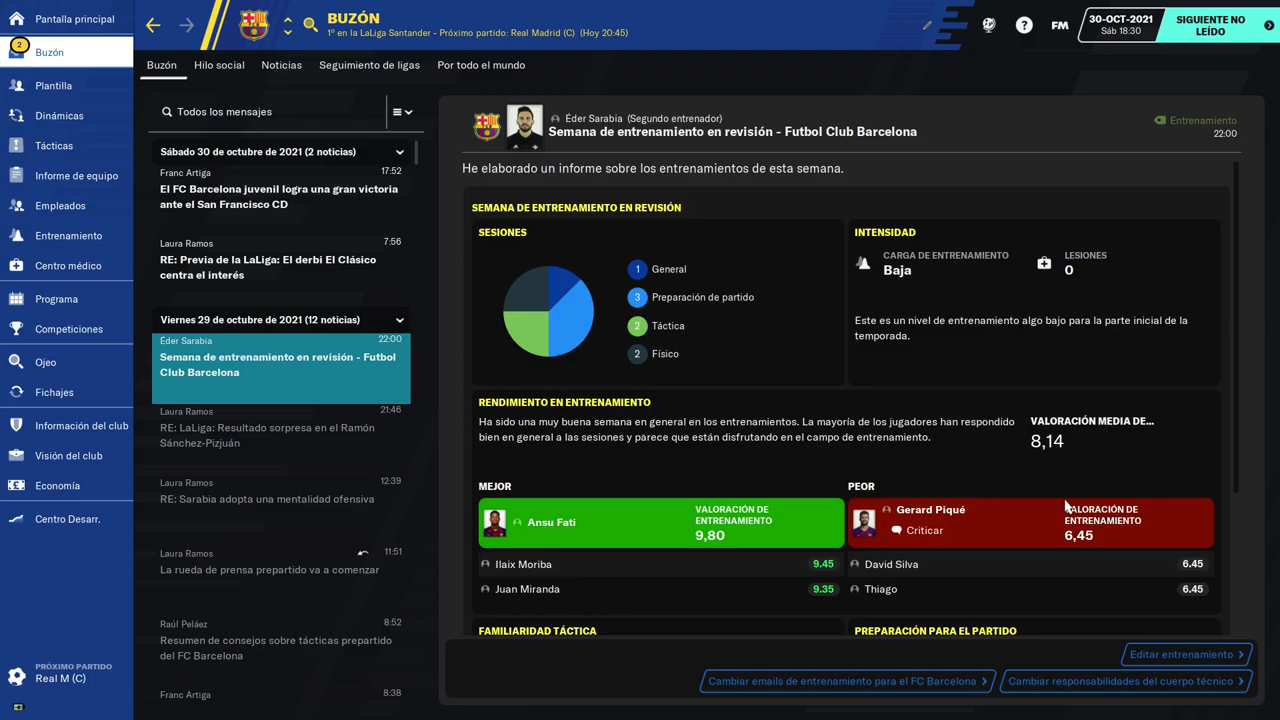 Pantalla principal
2
Buzón
Plantilla
Dinámicas
Tácticas
Informe de equipo
Empleados
Entrenamiento
Centro médico
Programa
Competiciones
Ojeo
Fichajes
Información del club
Visión del club
Economía
Centro Desarr.
PRÓXIMO PARTIDO
Real M (C)
BUZÓN
1º en la LaLiga Santander - Próximo partido: Real Madrid (C) (Hoy 20:45)
?
FM
30-OCT-2021
Sáb 18:30
SIGUIENTE NO
LEÍDO
Buzón Hilo social Noticias Seguimiento de ligas Por todo el mundo
Todos los mensajes
Sábado 30 de octubre de 2021 (2 noticias)
Franc Artiga 17:52
El FC Barcelona juvenil logra una gran victoria
ante el San Francisco CD
Laura Ramos 7:56
RE: Previa de la LaLiga: El derbi El Clásico
centra el interés
Viernes 29 de octubre de 2021 (12 noticias)
Éder Sarabia 22:00
Semana de entrenamiento en revisión - Futbol
Club Barcelona
Laura Ramos 21:46
RE: LaLiga: Resultado sorpresa en el Ramón
Sánchez-Pizjuán
Laura Ramos 12:39
RE: Sarabia adopta una mentalidad ofensiva
Laura Ramos 11:51
La rueda de prensa prepartido va a comenzar
Raúl Peláez 8:52
Resumen de consejos sobre tácticas prepartido
del FC Barcelona
Franc Artiga 8:38
Éder Sarabia (Segundo entrenador)
Semana de entrenamiento en revisión - Futbol Club Barcelona
Entrenamiento
22:00
He elaborado un informe sobre los entrenamientos de esta semana.
SEMANA DE ENTRENAMIENTO EN REVISIÓN
SESIONES
1 General
3 Preparación de partido
2 Táctica
2 Físico
INTENSIDAD
CARGA DE ENTRENAMIENTO
Baja
LESIONES
0
Este es un nivel de entrenamiento algo bajo para la parte inicial de la
temporada.
RENDIMIENTO EN ENTRENAMIENTO
Ha sido una muy buena semana en general en los entrenamientos. La mayoría de los jugadores han respondido
bien en general a las sesiones y parece que están disfrutando en el campo de entrenamiento.
VALORACIÓN MEDIA DE...
8,14
MEJOR
Ansu Fati
VALORACIÓN DE
ENTRENAMIENTO
9,80
Ilaix Moriba 9.45
Juan Miranda 9.35
PEOR
Gerard Piqué
Criticar
VALORACIÓN DE
ENTRENAMIENTO
6,45
David Silva 6.45
Thiago 6.45
FAMILIARIDAD TÁCTICA
PREPARACIÓN PARA EL PARTIDO
Editar entrenamiento
Cambiar emails de entrenamiento para el FC Barcelona
Cambiar responsabilidades del cuerpo técnico